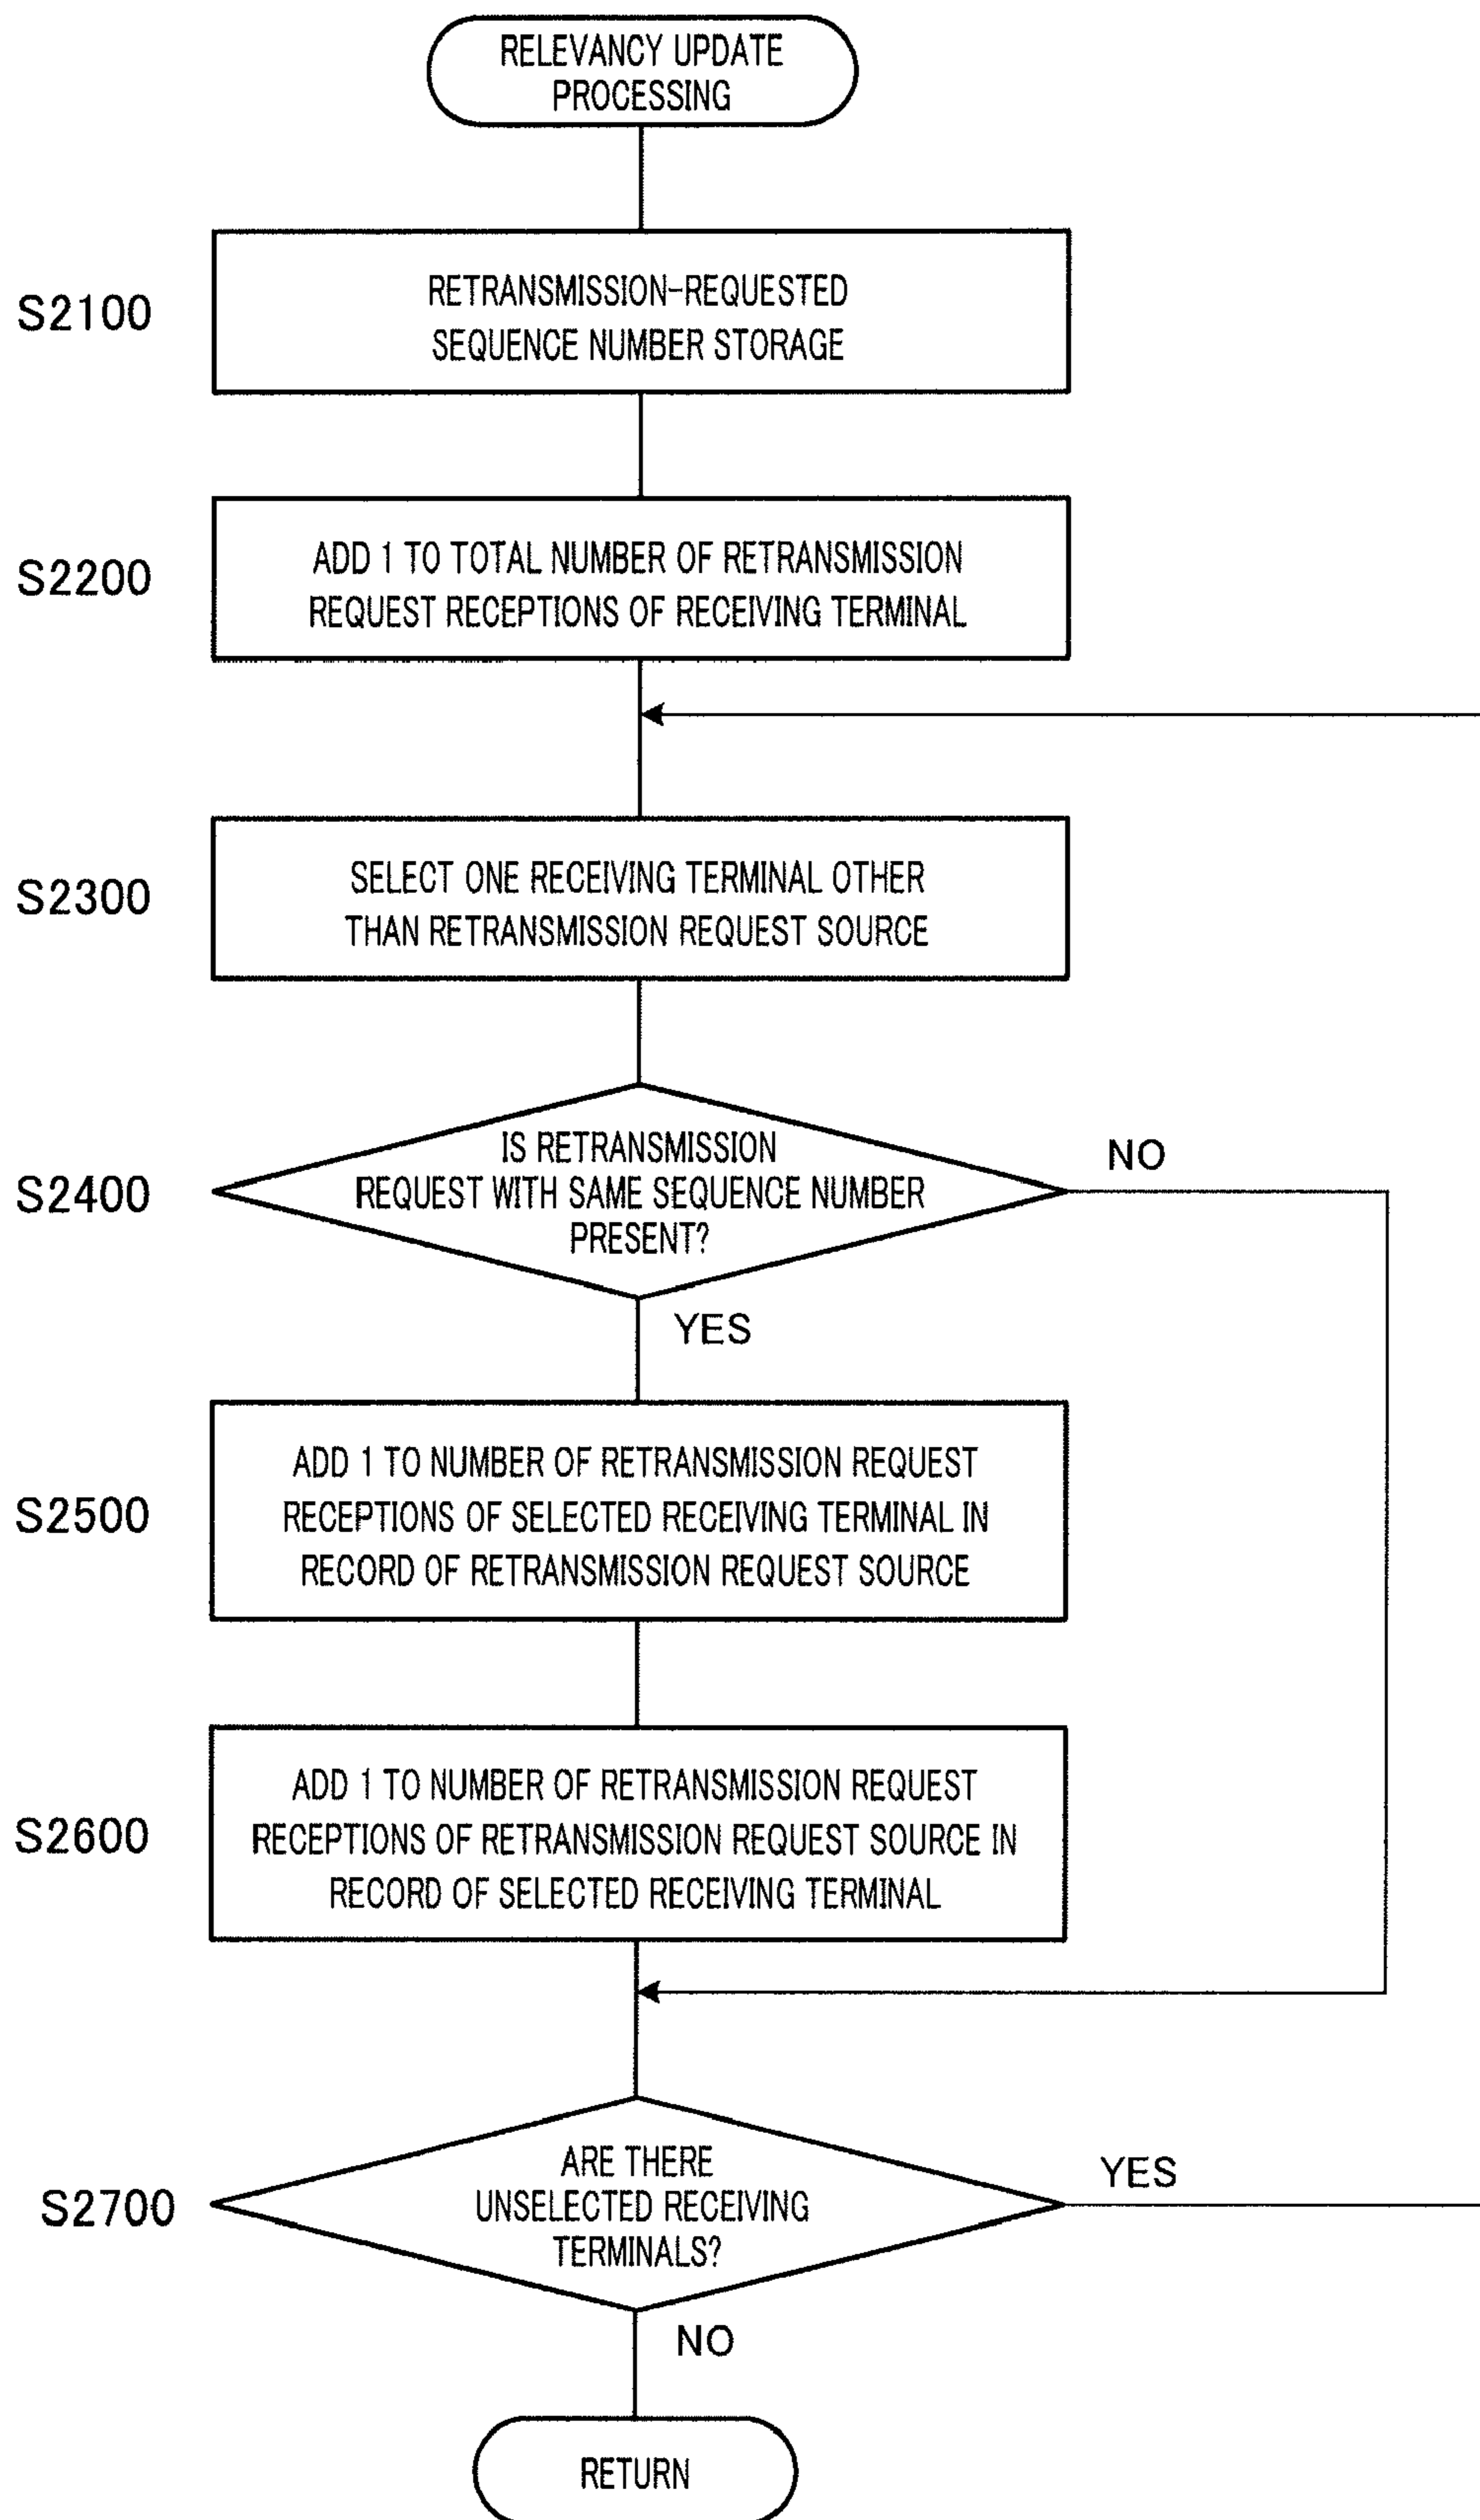 RELEVANCY UPDATE
PROCESSING
S2100
RETRANSMISSION-REQUESTED
SEQUENCE NUMBER STORAGE
S2200
ADD 1 TO TOTAL NUMBER OF RETRANSMISSION
REQUEST RECEPTIONS OF RECEIVING TERMINAL
S2300
SELECT ONE RECEIVING TERMINAL OTHER
THAN RETRANSMISSION REQUEST SOURCE
S2400
IS RETRANSMISSION
REQUEST WITH SAME SEQUENCE NUMBER
PRESENT?
NO
YES
S2500
ADD 1 TO NUMBER OF RETRANSMISSION REQUEST
RECEPTIONS OF SELECTED RECEIVING TERMINAL IN
RECORD OF RETRANSMISSION REQUEST SOURCE
S2600
ADD 1 TO NUMBER OF RETRANSMISSION REQUEST
RECEPTIONS OF RETRANSMISSION REQUEST SOURCE IN
RECORD OF SELECTED RECEIVING TERMINAL
S2700
ARE THERE
UNSELECTED RECEIVING
TERMINALS?
YES
NO
RETURN